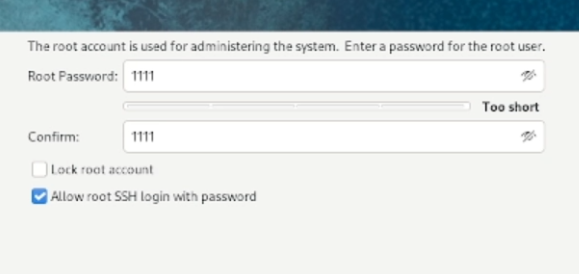 The root account is used for administering the system. Enter a password for the root user.
Root Password: 1111
Too short
Confirm: 1111
Lock root account
Allow root SSH login with password